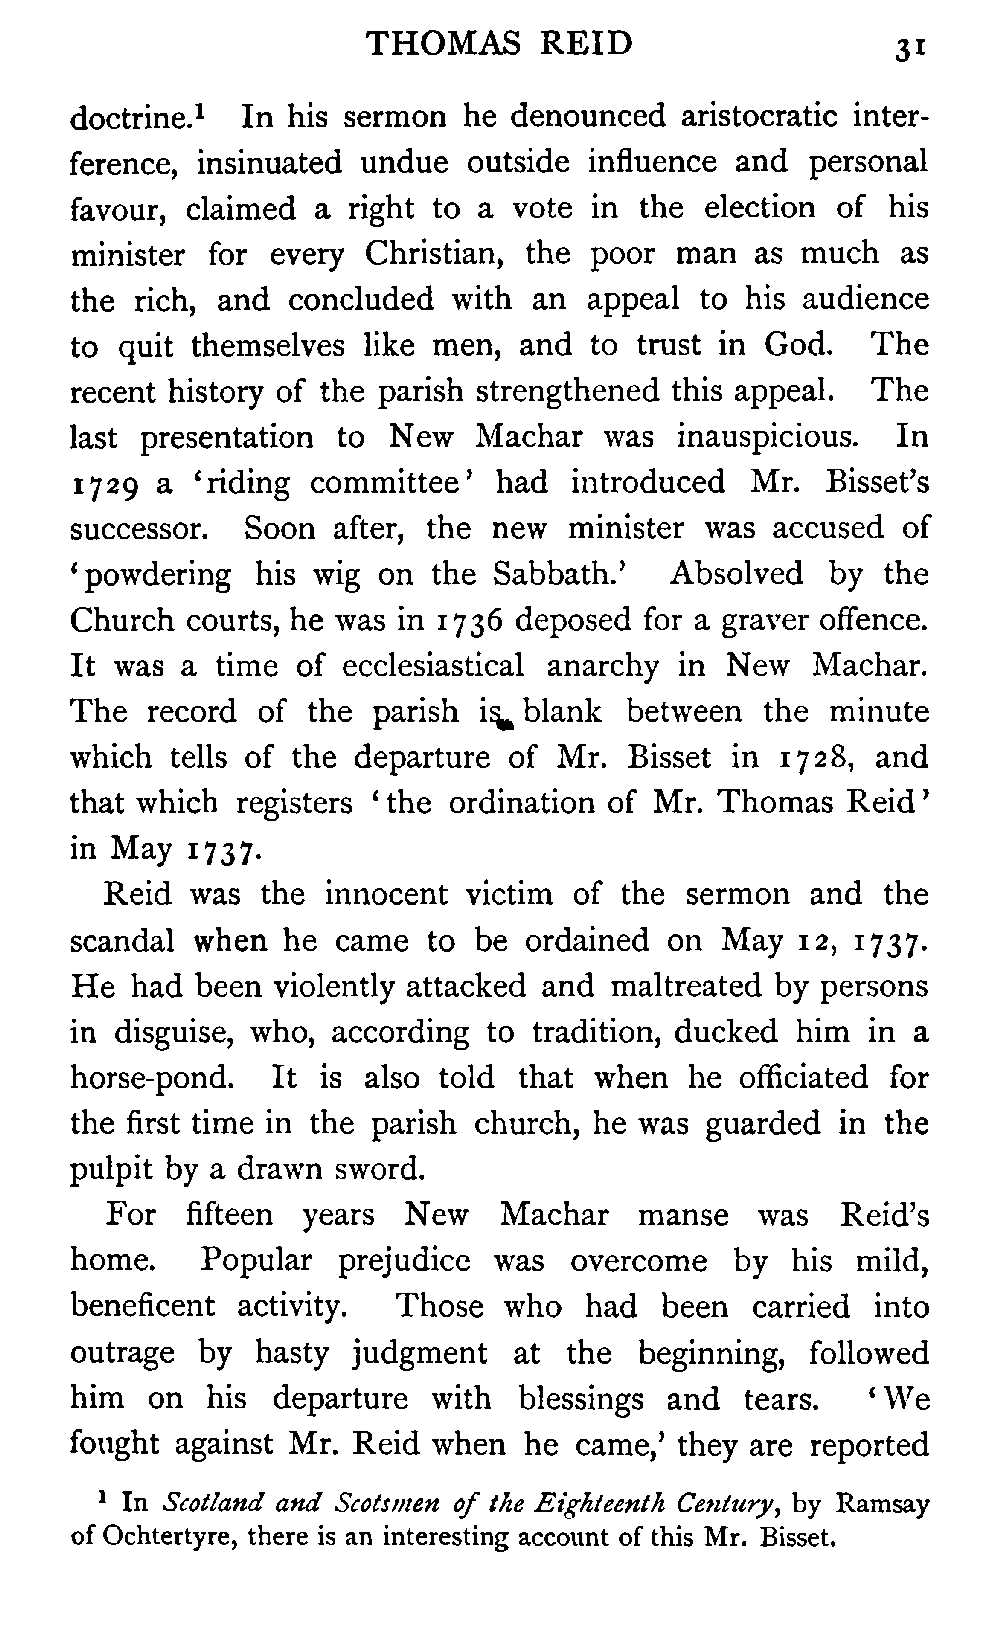 THOMAS REID 31
doctrine.¹ In his sermon he denounced aristocratic inter-
ference, insinuated undue outside influence and personal
favour, claimed a right to a vote in the election of his
minister for every Christian, the poor man as much as
the rich, and concluded with an appeal to his audience
to quit themselves like men, and to trust in God. The
recent history of the parish strengthened this appeal. The
last presentation to New Machar was inauspicious. In
1729 a ‘riding committee’ had introduced Mr. Bisset’s
successor. Soon after, the new minister was accused of
‘powdering his wig on the Sabbath.’ Absolved by the
Church courts, he was in 1736 deposed for a graver offence.
It was a time of ecclesiastical anarchy in New Machar.
The record of the parish is blank between the minute
which tells of the departure of Mr. Bisset in 1728, and
that which registers ‘the ordination of Mr. Thomas Reid’
in May 1737.
Reid was the innocent victim of the sermon and the
scandal when he came to be ordained on May 12, 1737.
He had been violently attacked and maltreated by persons
in disguise, who, according to tradition, ducked him in a
horse-pond. It is also told that when he officiated for
the first time in the parish church, he was guarded in the
pulpit by a drawn sword.
For fifteen years New Machar manse was Reid’s
home. Popular prejudice was overcome by his mild,
beneficent activity. Those who had been carried into
outrage by hasty judgment at the beginning, followed
him on his departure with blessings and tears. ‘We
fought against Mr. Reid when he came,’ they are reported
¹ In Scotland and Scotsmen of the Eighteenth Century, by Ramsay
of Ochtertyre, there is an interesting account of this Mr. Bisset.